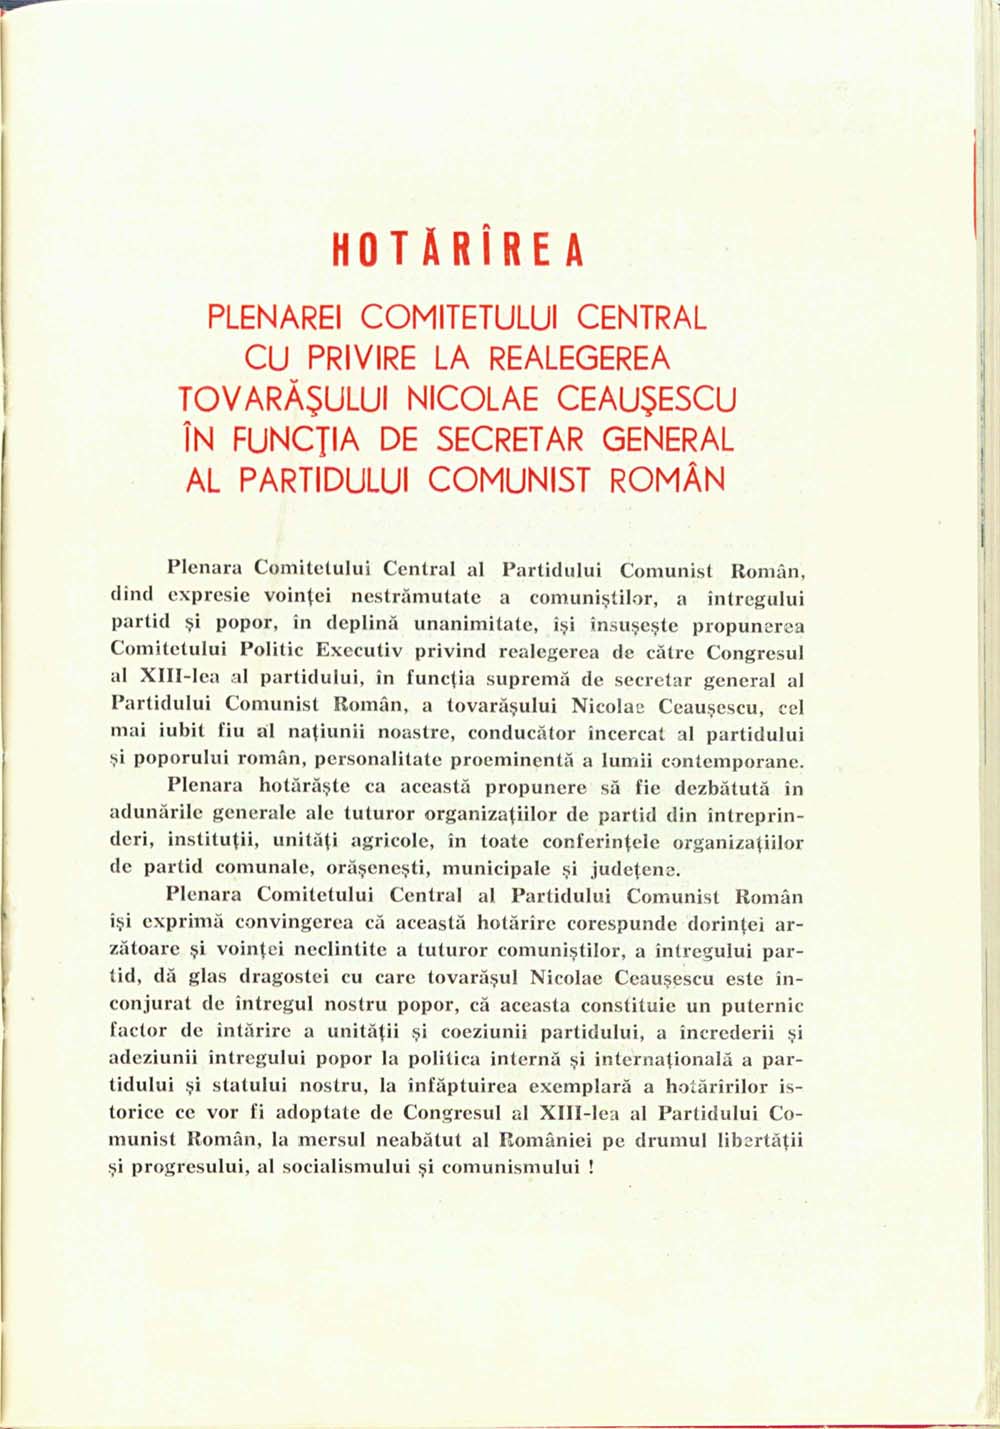 HOTĂRÎREA
PLENAREI COMITETULUI CENTRAL
CU PRIVIRE LA REALEGEREA
TOVARĂŞULUI NICOLAE CEAUŞESCU
ÎN FUNCŢIA DE SECRETAR GENERAL
AL PARTIDULUI COMUNIST ROMÂN
Plenara Comitetului Central al Partidului Comunist Român,
dînd expresie voinţei nestrămutate a comuniştilor, a întregului
partid şi popor, în deplină unanimitate, îşi însuşeşte propunerea
Comitetului Politic Executiv privind realegerea de către Congresul
al XIII-lea al partidului, în funcţia supremă de secretar general al
Partidului Comunist Român, a tovarăşului Nicolae Ceauşescu, cel
mai iubit fiu al naţiunii noastre, conducător încercat al partidului
şi poporului român, personalitate proeminentă a lumii contemporane.
Plenara hotărăşte ca această propunere să fie dezbătută în
adunările generale ale tuturor organizaţiilor de partid din întreprin-
deri, instituţii, unităţi agricole, în toate conferinţele organizaţiilor
de partid comunale, orăşeneşti, municipale şi judeţene.
Plenara Comitetului Central al Partidului Comunist Român
îşi exprimă convingerea că această hotărîre corespunde dorinţei ar-
zătoare şi voinţei neclintite a tuturor comuniştilor, a întregului par-
tid, dă glas dragostei cu care tovarăşul Nicolae Ceauşescu este în-
conjurat de întregul nostru popor, că aceasta constituie un puternic
factor de întărire a unităţii şi coeziunii partidului, a încrederii şi
adeziunii întregului popor la politica internă şi internaţională a par-
tidului şi statului nostru, la înfăptuirea exemplară a hotărîrilor is-
torice ce vor fi adoptate de Congresul al XIII-lea al Partidului Co-
munist Român, la mersul neabătut al României pe drumul libertăţii
şi progresului, al socialismului şi comunismului !